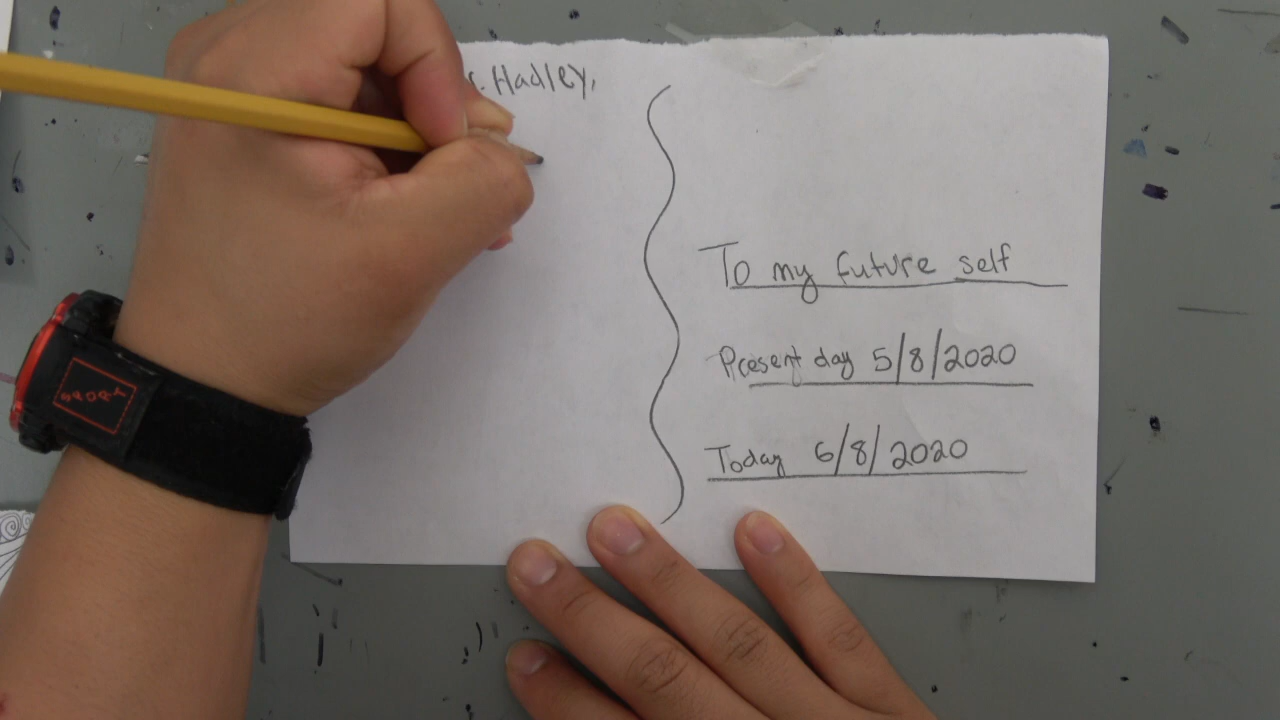 . Hadley,
To my future self
Present day 5/8/2020
Today 6/8/2020
SPORT